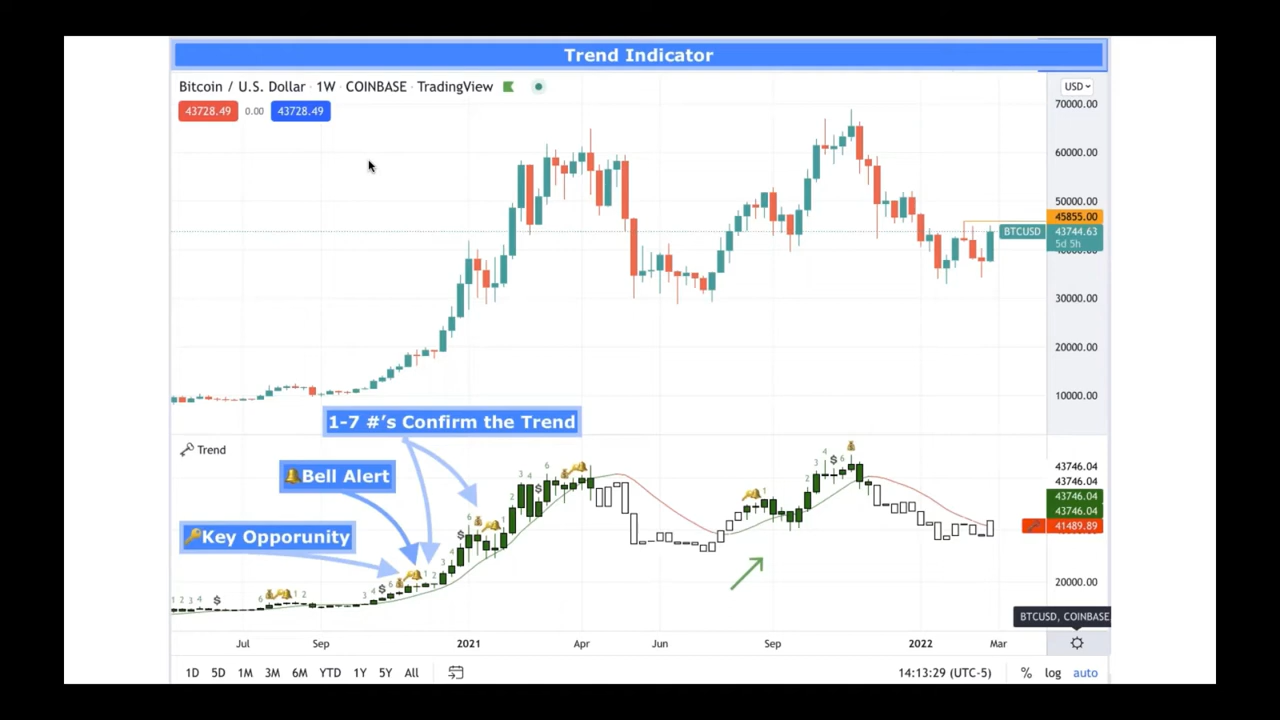 Trend Indicator
Bitcoin / U.S. Dollar · 1W · COINBASE · TradingView
USD
43728.49 0.00 43728.49
70000.00
60000.00
50000.00
45855.00
BTCUSD 43744.63
5d 5h
30000.00
20000.00
10000.00
1-7 #'s Confirm the Trend
Trend
Bell Alert
Key Opporunity
43746.04
43746.04
43746.04
43746.04
41489.89
20000.00
BTCUSD, COINBASE
Jul Sep 2021 Apr Jun Sep 2022 Mar
1D 5D 1M 3M 6M YTD 1Y 5Y All 14:13:29 (UTC-5) % log auto